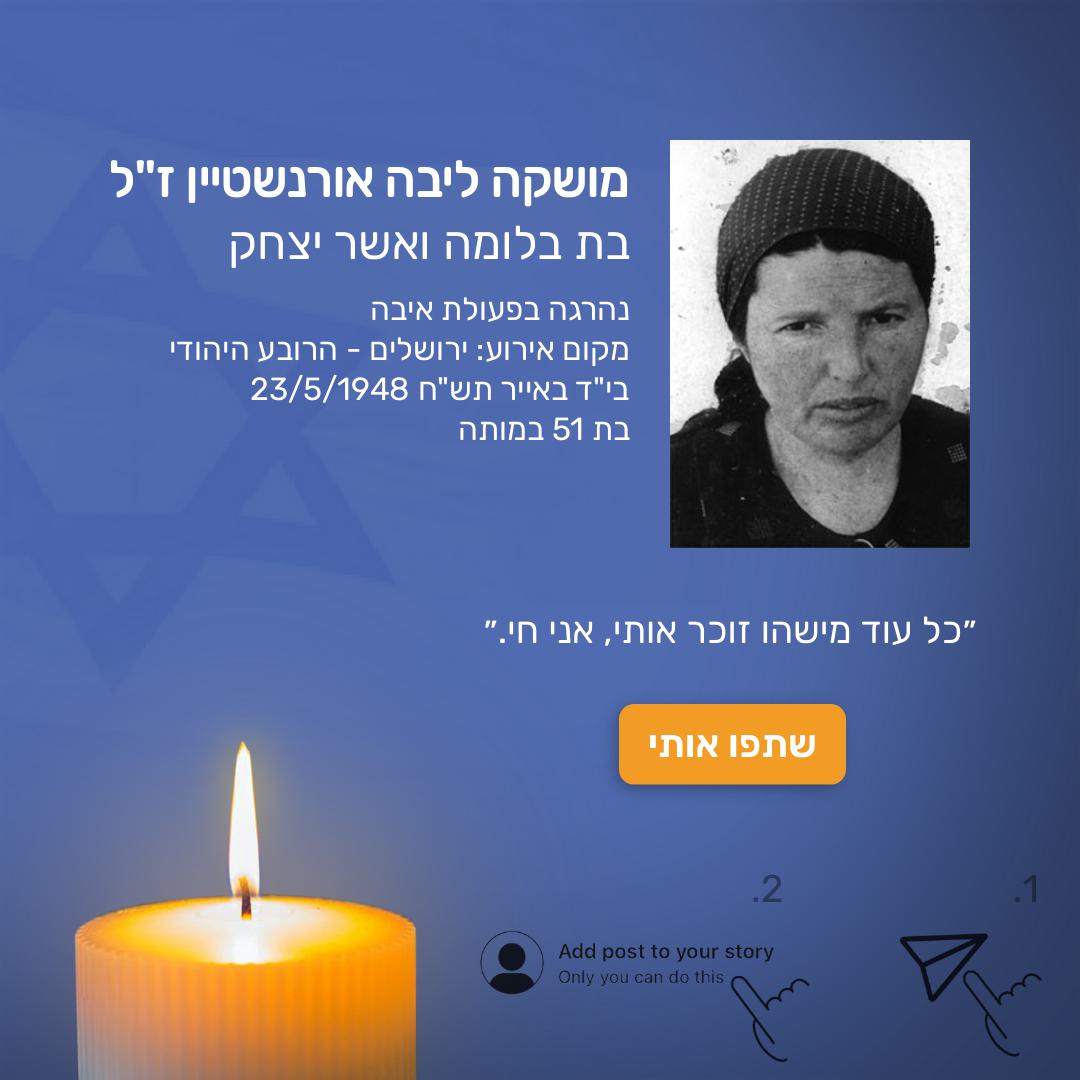 מושקה ליבה אורנשטיין ז"ל
בת בלומה ואשר יצחק
נהרגה בפעולת איבה
מקום אירוע: ירושלים - הרובע היהודי
בי"ד באייר תש"ח 23/5/1948
בת 51 במותה
״כל עוד מישהו זוכר אותי, אני חי.״
שתפו אותי
1.
2.
Add post to your story
Only you can do this